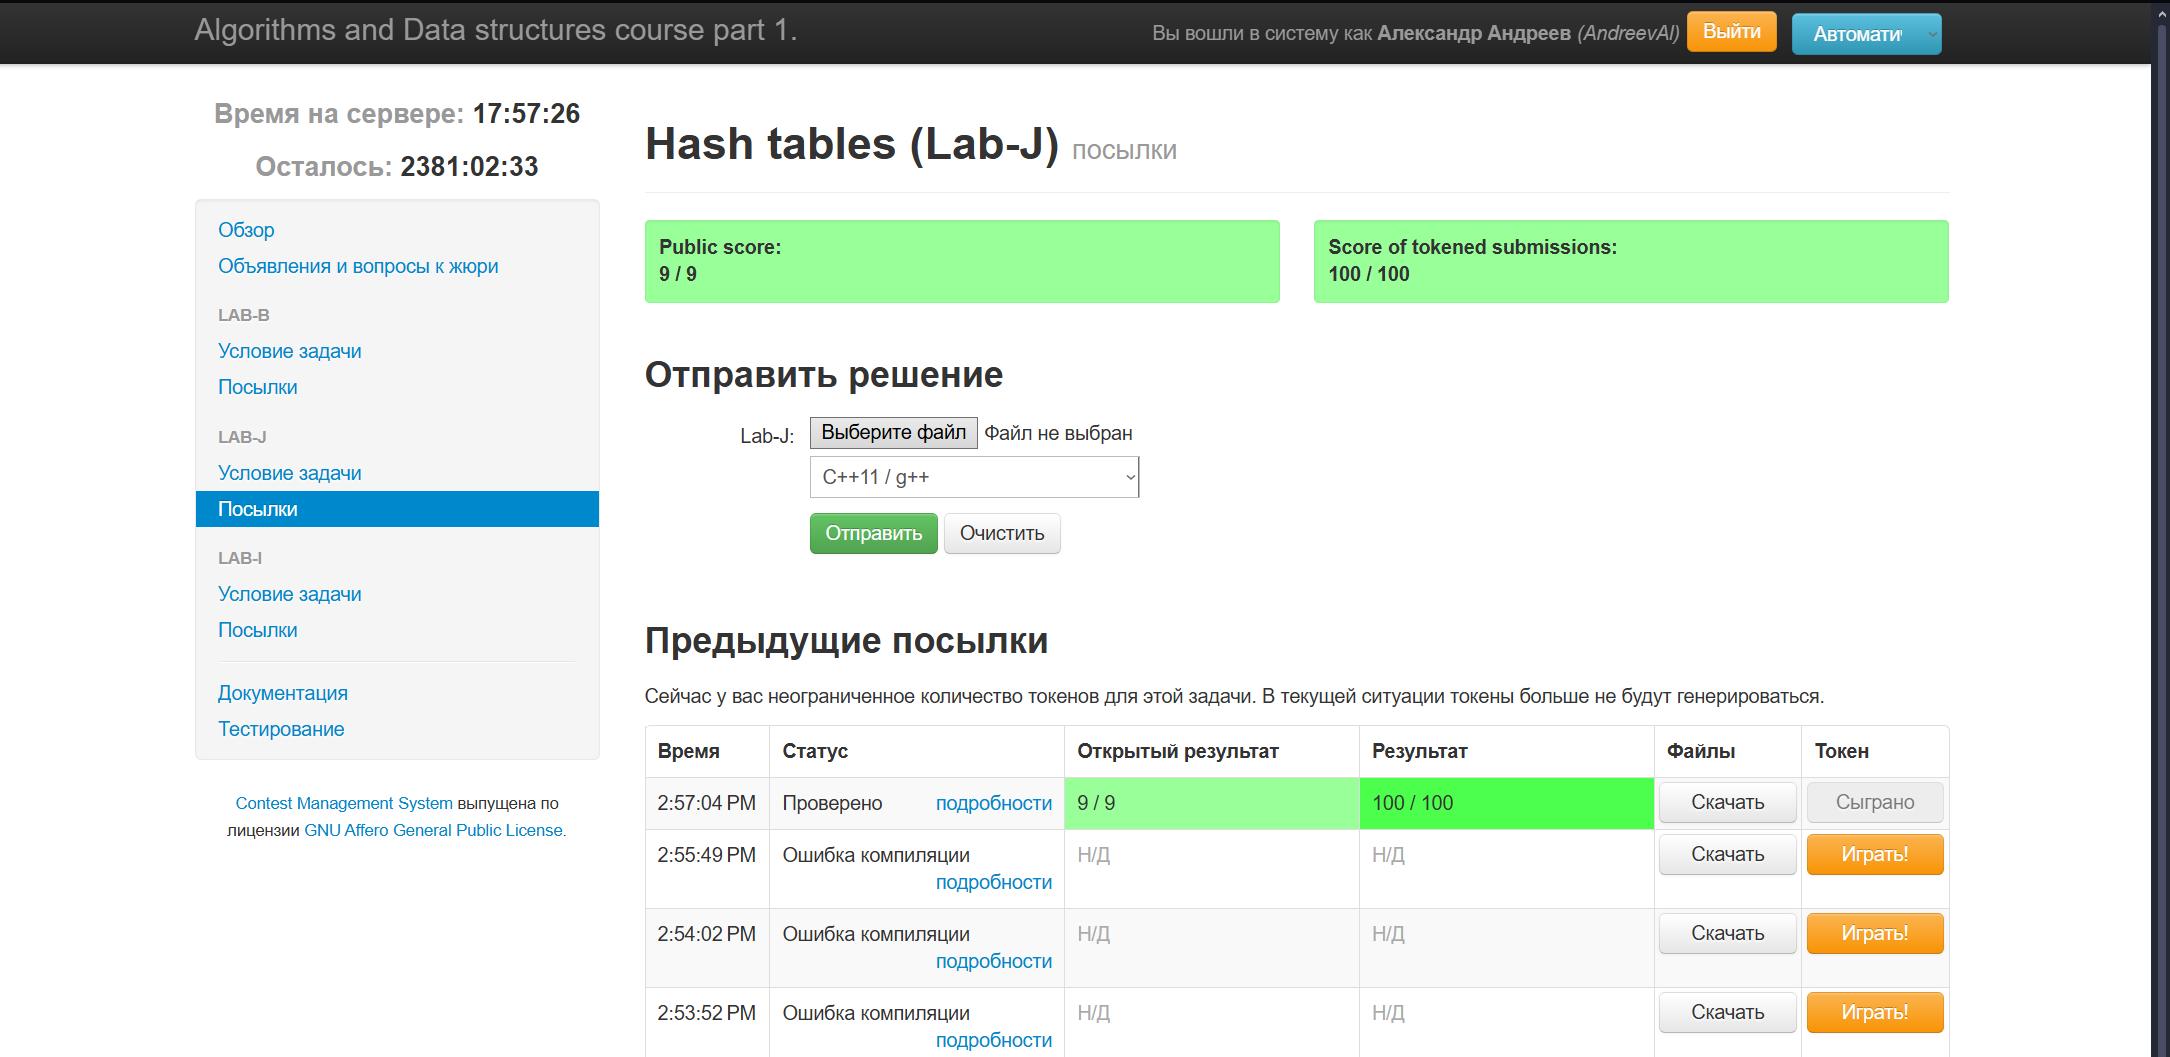 Algorithms and Data structures course part 1.
Вы вошли в систему как Александр Андреев (AndreevAl) Выйти Автомати
Время на сервере: 17:57:26
Осталось: 2381:02:33
Обзор
Объявления и вопросы к жюри
LAB-B
Условие задачи
Посылки
LAB-J
Условие задачи
Посылки
LAB-I
Условие задачи
Посылки
Документация
Тестирование
Contest Management System выпущена по
лицензии GNU Affero General Public License.
Hash tables (Lab-J) посылки
Public score:
9 / 9
Score of tokened submissions:
100 / 100
Отправить решение
Lab-J: Выберите файл Файл не выбран
C++11 / g++
Отправить Очистить
Предыдущие посылки
Сейчас у вас неограниченное количество токенов для этой задачи. В текущей ситуации токены больше не будут генерироваться.
Время Статус Открытый результат Результат Файлы Токен
2:57:04 PM Проверено подробности 9 / 9 100 / 100 Скачать Сыграно
2:55:49 PM Ошибка компиляции Н/Д Н/Д Скачать Играть!
подробности
2:54:02 PM Ошибка компиляции Н/Д Н/Д Скачать Играть!
подробности
2:53:52 PM Ошибка компиляции Н/Д Н/Д Скачать Играть!
подробности